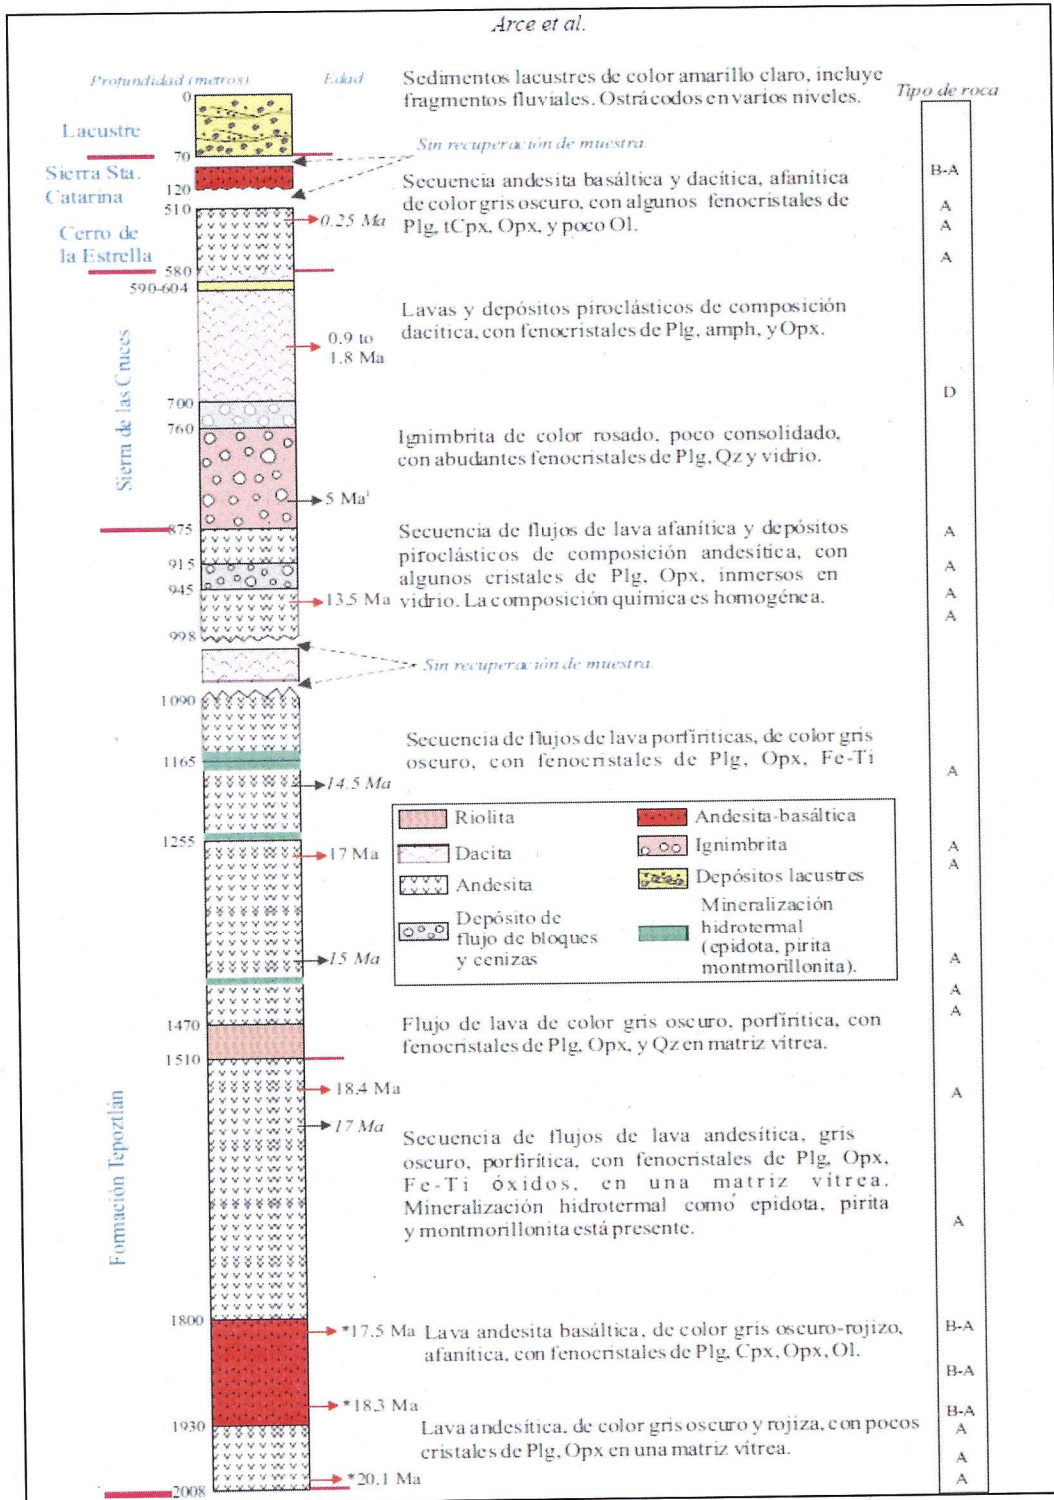 Arce et al.
Profundidad (metros)
Edad
Tipo de roca
Sedimentos lacustres de color amarillo claro, incluye
fragmentos fluviales. Ostrácodos en varios niveles.
0
Lacustre
70
Sin recuperación de muestra.
Sierra Sta.
Catarina
120
B-A
Secuencia andesita basáltica y dacítica, afanítica
de color gris oscuro, con algunos fenocristales de
Plg, tCpx, Opx, y poco Ol.
510
0.25 Ma
A
A
A
Cerro de
la Estrella
580
590-604
Lavas y depósitos piroclásticos de composición
dacítica, con fenocristales de Plg, amph, y Opx.
0.9 to
1.8 Ma
Sierra de las Cruces
D
700
760
Ignimbrita de color rosado, poco consolidado,
con abudantes fenocristales de Plg, Qz y vidrio.
5 Ma¹
875
Secuencia de flujos de lava afanítica y depósitos
piroclásticos de composición andesítica, con
algunos cristales de Plg, Opx, inmersos en
vidrio. La composición química es homogénea.
A
A
A
A
915
945
13.5 Ma
998
Sin recuperación de muestra.
1090
Secuencia de flujos de lava porfiríticas, de color gris
oscuro, con fenocristales de Plg, Opx, Fe-Ti
1165
14.5 Ma
A
1255
17 Ma
A
A
15 Ma
A
A
A
Riolita
Dacita
Andesita
Depósito de
flujo de bloques
y cenizas
Andesita-basáltica
Ignimbrita
Depósitos lacustres
Mineralización
hidrotermal
(epidota, pirita
montmorillonita).
1470
Flujo de lava de color gris oscuro, porfirítica, con
fenocristales de Plg, Opx, y Qz en matriz vítrea.
1510
18.4 Ma
A
17 Ma
Formación Tepoztlán
Secuencia de flujos de lava andesítica, gris
oscuro, porfirítica, con fenocristales de Plg, Opx,
Fe-Ti óxidos, en una matriz vítrea.
Mineralización hidrotermal como epidota, pirita
y montmorillonita está presente.
A
1800
*17.5 Ma
Lava andesita basáltica, de color gris oscuro-rojizo,
afanítica, con fenocristales de Plg, Cpx, Opx, Ol.
B-A
B-A
*18.3 Ma
B-A
1930
Lava andesítica, de color gris oscuro y rojiza, con pocos
cristales de Plg, Opx en una matriz vítrea.
A
A
A
*20.1 Ma
2008